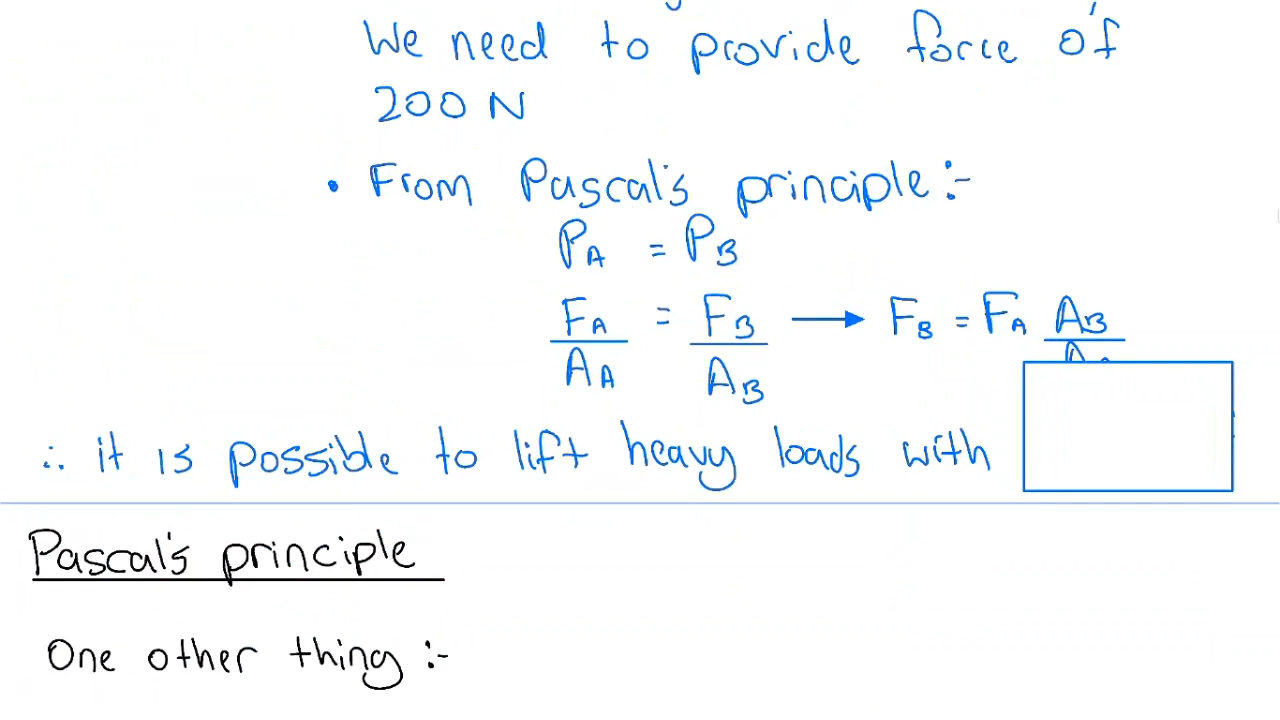 We need to provide force of
200 N
• From Pascal's principle :-
PA = PB
FA/AA = FB/AB → FB = FA AB
∴ it is possible to lift heavy loads with
Pascal's principle
One other thing :-